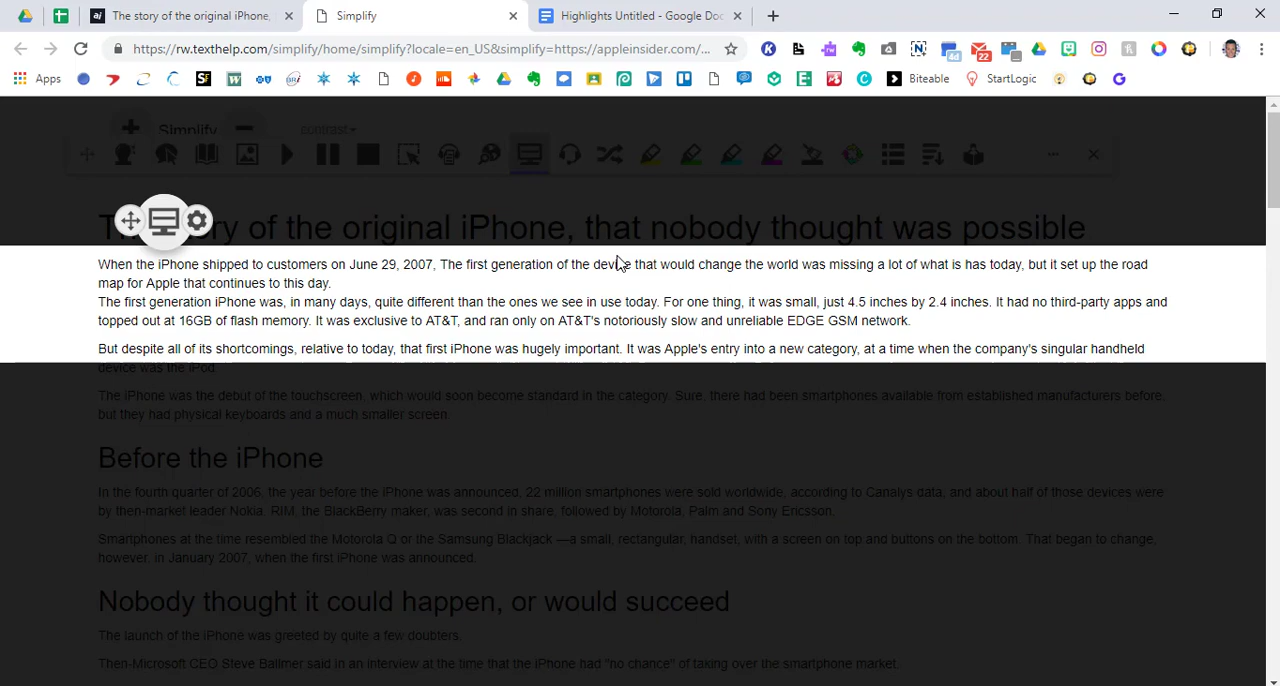 The story of the original iPhone,
Simplify
Highlights Untitled - Google Doc
https://rw.texthelp.com/simplify/home/simplify?locale=en_US&simplify=https://appleinsider.com/...
Apps
Biteable
StartLogic
Simplify
contrast
The story of the original iPhone, that nobody thought was possible
When the iPhone shipped to customers on June 29, 2007, The first generation of the device that would change the world was missing a lot of what is has today, but it set up the road
map for Apple that continues to this day.
The first generation iPhone was, in many days, quite different than the ones we see in use today. For one thing, it was small, just 4.5 inches by 2.4 inches. It had no third-party apps and
topped out at 16GB of flash memory. It was exclusive to AT&T, and ran only on AT&T's notoriously slow and unreliable EDGE GSM network.
But despite all of its shortcomings, relative to today, that first iPhone was hugely important. It was Apple's entry into a new category, at a time when the company's singular handheld
device was the iPod.
The iPhone was the debut of the touchscreen, which would soon become standard in the category. Sure, there had been smartphones available from established manufacturers before,
but they had physical keyboards and a much smaller screen.
Before the iPhone
In the fourth quarter of 2006, the year before the iPhone was announced, 22 million smartphones were sold worldwide, according to Canalys data, and about half of those devices were
by then-market leader Nokia. RIM, the BlackBerry maker, was second in share, followed by Motorola, Palm and Sony Ericsson.
Smartphones at the time resembled the Motorola Q or the Samsung Blackjack —a small, rectangular, handset, with a screen on top and buttons on the bottom. That began to change,
however, in January 2007, when the first iPhone was announced.
Nobody thought it could happen, or would succeed
The launch of the iPhone was greeted by quite a few doubters.
Then-Microsoft CEO Steve Ballmer said in an interview at the time that the iPhone had "no chance" of taking over the smartphone market.